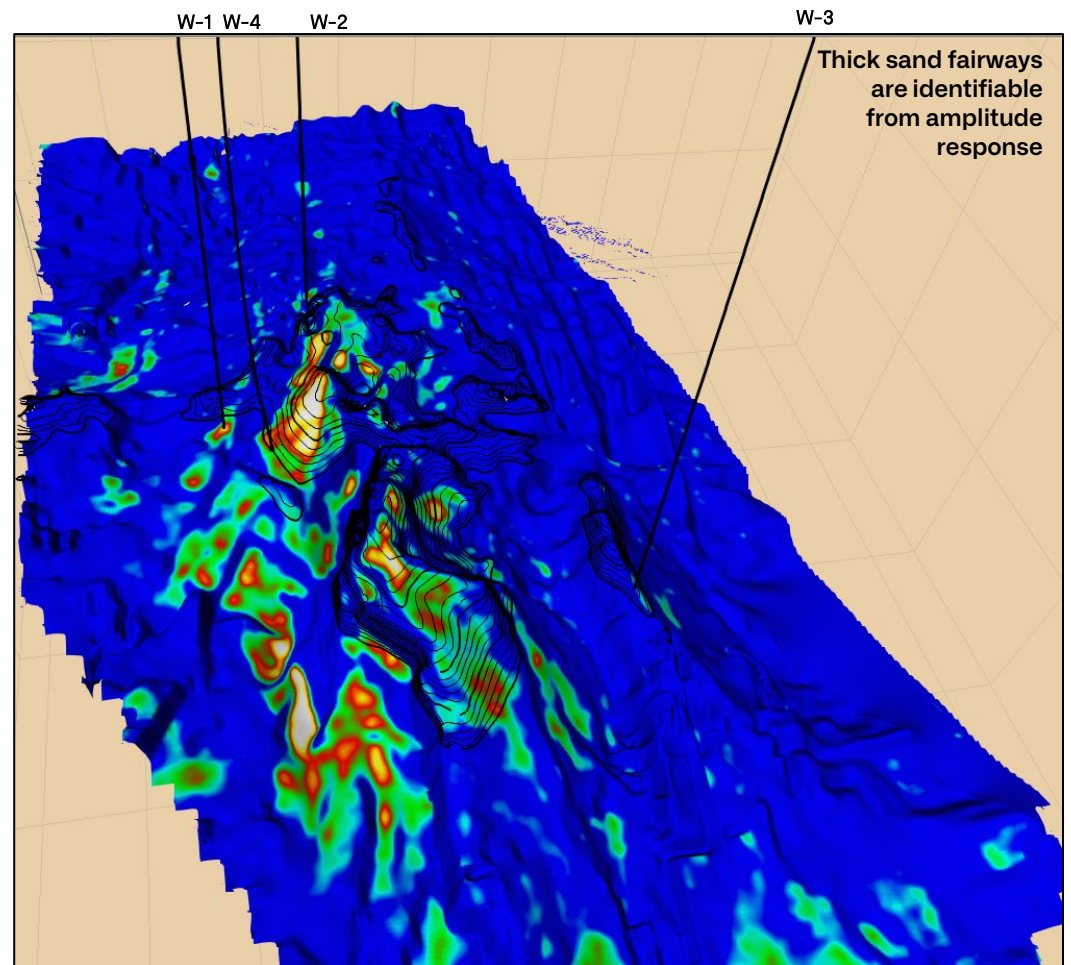 W-1 W-4 W-2 W-3
Thick sand fairways
are identifiable
from amplitude
response